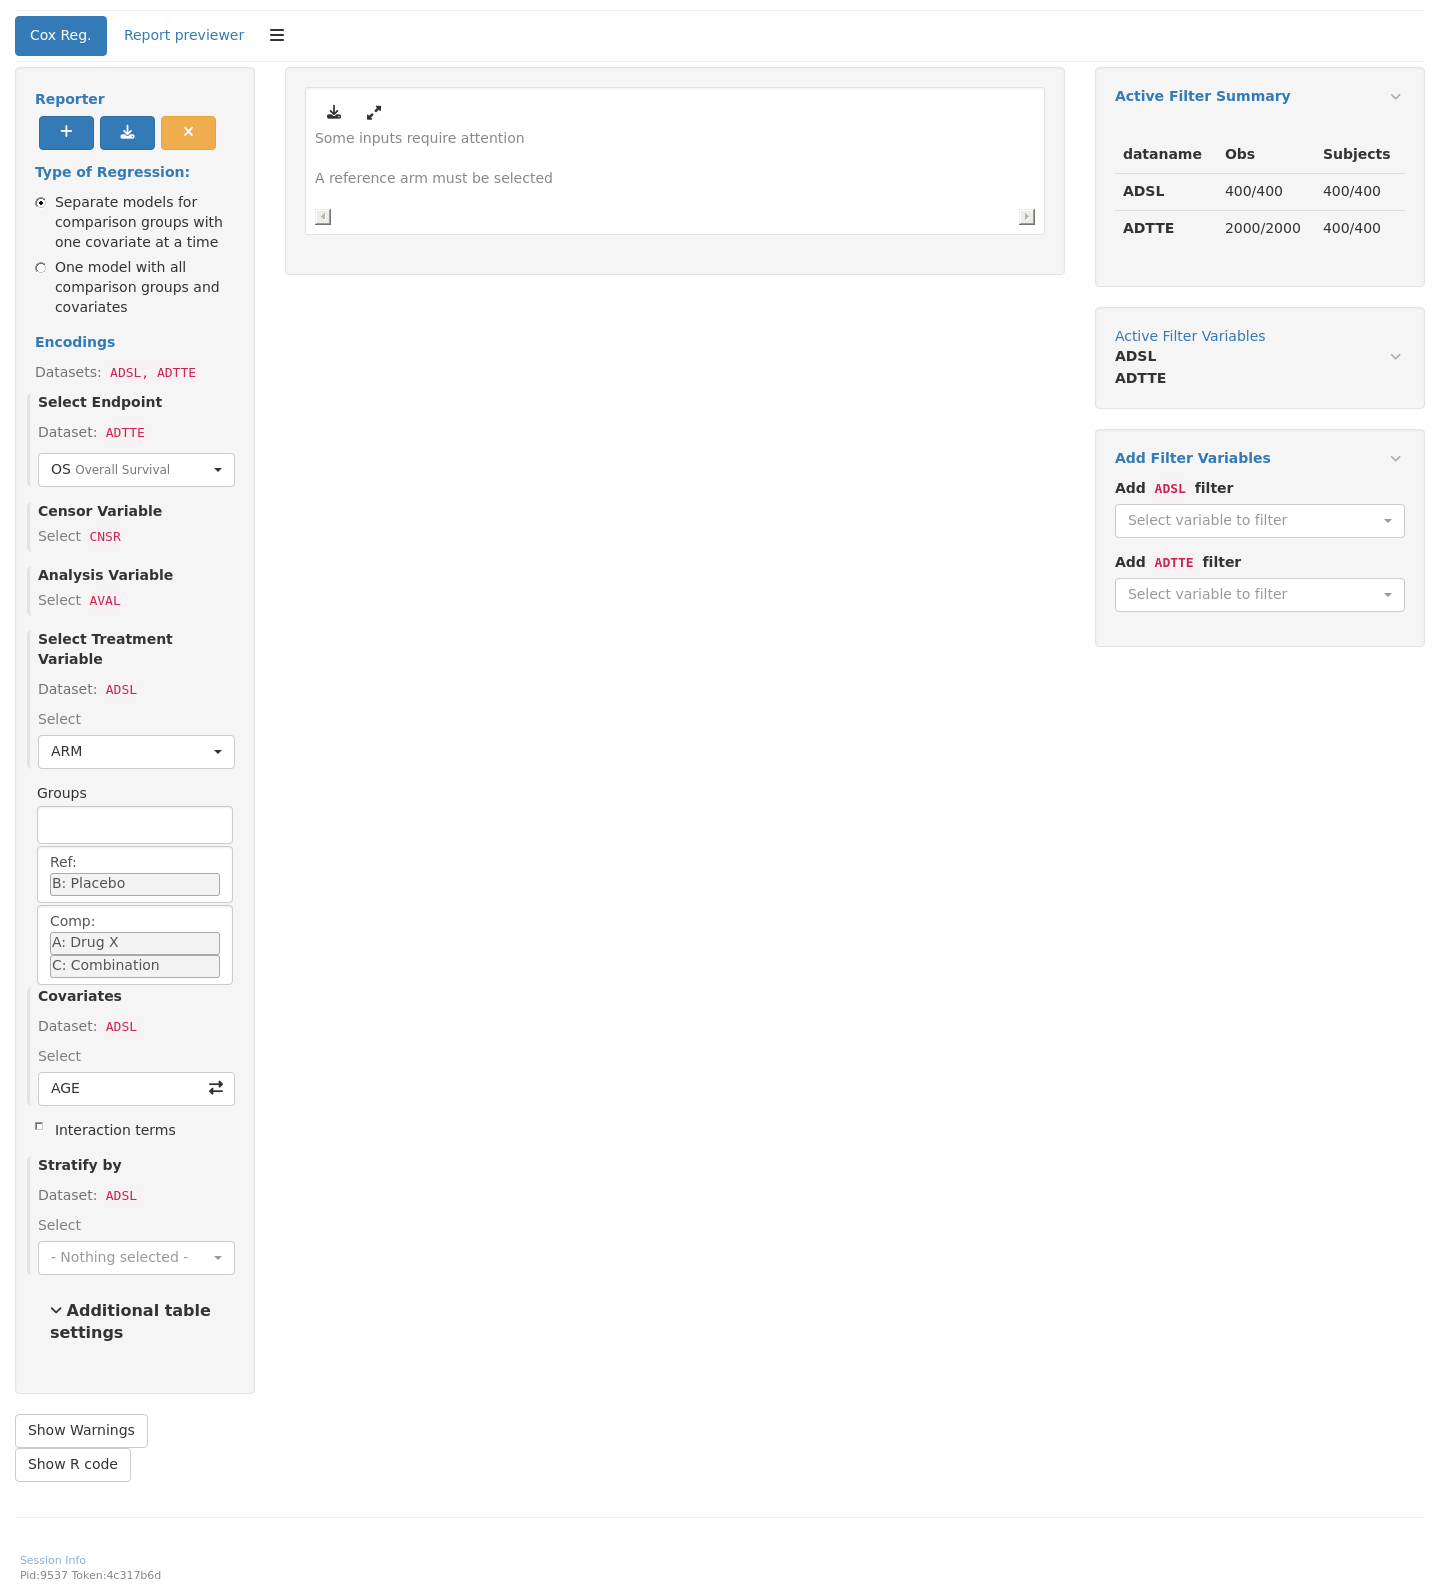 Cox Reg.
Report previewer
Reporter
Type of Regression:
Separate models for
comparison groups with
one covariate at a time
One model with all
comparison groups and
covariates
Encodings
Datasets: ADSL, ADTTE
Select Endpoint
Dataset: ADTTE
OS Overall Survival
Censor Variable
Select CNSR
Analysis Variable
Select AVAL
Select Treatment
Variable
Dataset: ADSL
Select
ARM
Groups
Ref:
B: Placebo
Comp:
A: Drug X
C: Combination
Covariates
Dataset: ADSL
Select
AGE
Interaction terms
Stratify by
Dataset: ADSL
Select
- Nothing selected -
Additional table
settings
Show Warnings
Show R code
Some inputs require attention
A reference arm must be selected
Active Filter Summary
dataname Obs Subjects
ADSL 400/400 400/400
ADTTE 2000/2000 400/400
Active Filter Variables
ADSL
ADTTE
Add Filter Variables
Add ADSL filter
Select variable to filter
Add ADTTE filter
Select variable to filter
Session Info
Pid:9537 Token:4c317b6d